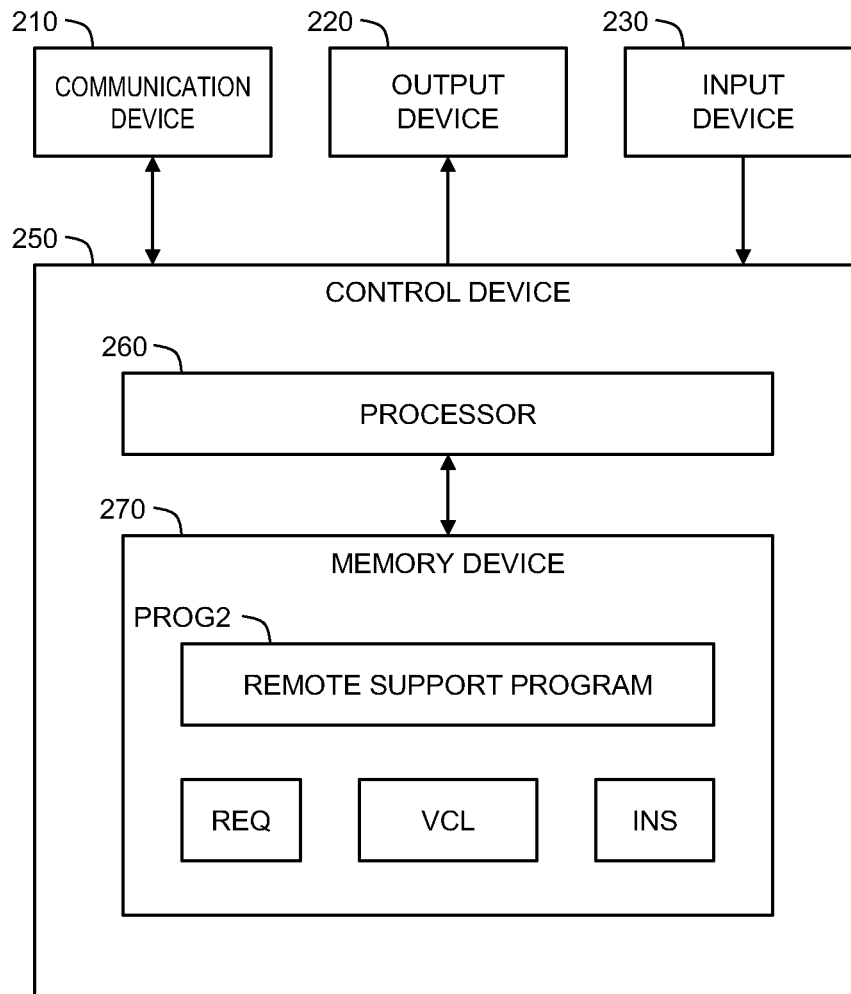 210
220
230
COMMUNICATION
DEVICE
OUTPUT
DEVICE
INPUT
DEVICE
250
CONTROL DEVICE
260
PROCESSOR
270
MEMORY DEVICE
PROG2
REMOTE SUPPORT PROGRAM
REQ
VCL
INS